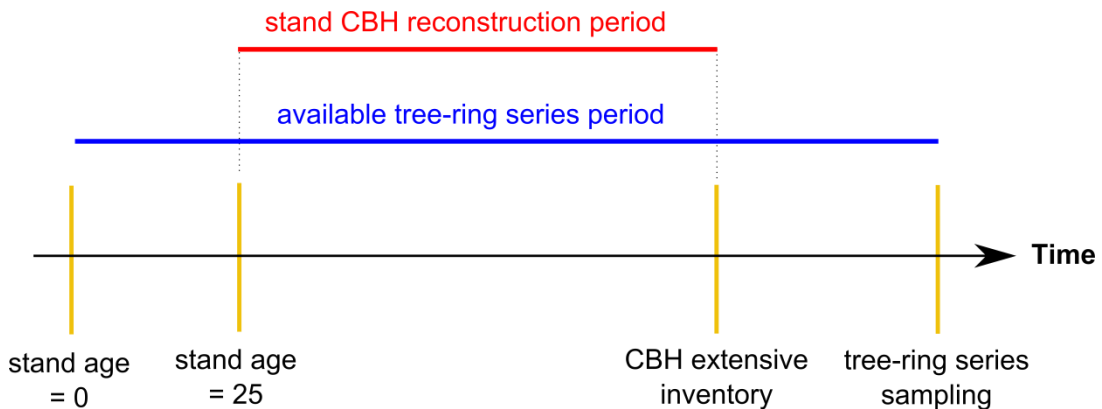 stand CBH reconstruction period
available tree-ring series period
Time
stand age
= 0
stand age
= 25
CBH extensive
inventory
tree-ring series
sampling